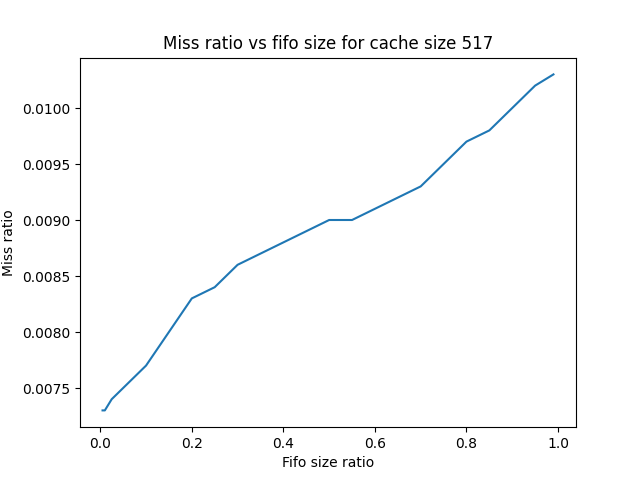 Miss ratio vs fifo size for cache size 517
0.0100
0.0095
0.0090
0.0085
0.0080
0.0075
Miss ratio
0.0 0.2 0.4 0.6 0.8 1.0
Fifo size ratio